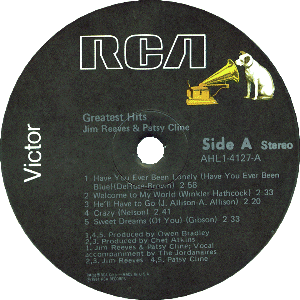 RCA
Victor
Greatest Hits
Jim Reeves & Patsy Cline
Side A Stereo
AHL1-4127-A
1 Have You Ever Been Lonely (Have You Ever Been
Blue)(DeRose-Brown) 2 58
2 Welcome to My World (Winkler Hathcock) 2 33
3 He'll Have to Go (J. Allison-A. Allison) 2 20
4 Crazy (Nelson) 2 41
5 Sweet Dreams (Of You) (Gibson) 2 33
1,4,5. Produced by Owen Bradley
2,3. Produced by Chet Atkins
1. Jim Reeves & Patsy Cline; Vocal
accompaniment by The Jordanaires
2,3. Jim Reeves 4,5. Patsy Cline